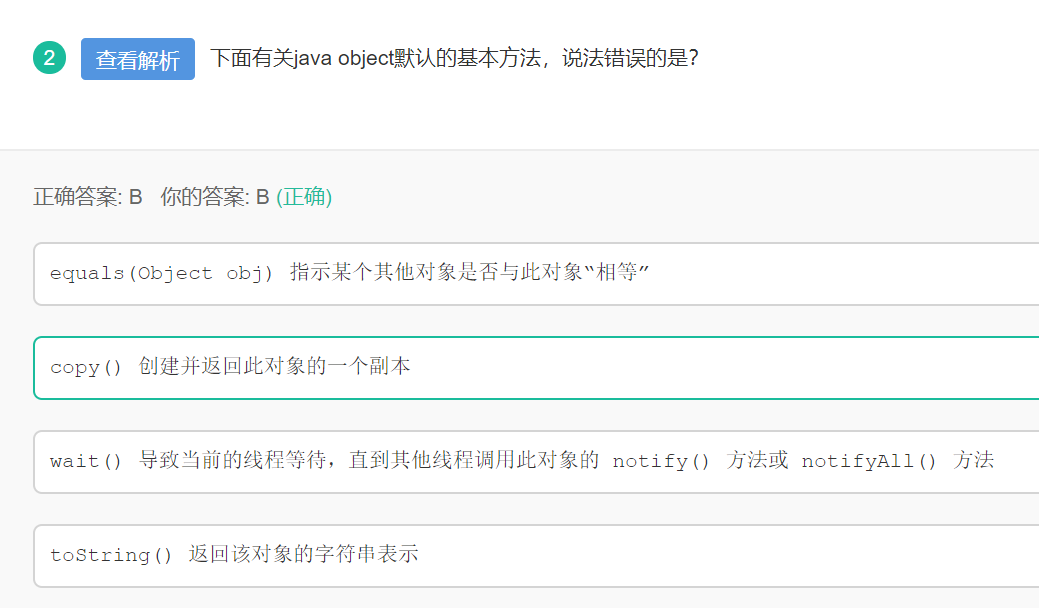 2 查看解析 下面有关java object默认的基本方法，说法错误的是？
正确答案: B 你的答案: B (正确)
equals(Object obj) 指示某个其他对象是否与此对象“相等”
copy() 创建并返回此对象的一个副本
wait() 导致当前的线程等待，直到其他线程调用此对象的 notify() 方法或 notifyAll() 方法
toString() 返回该对象的字符串表示